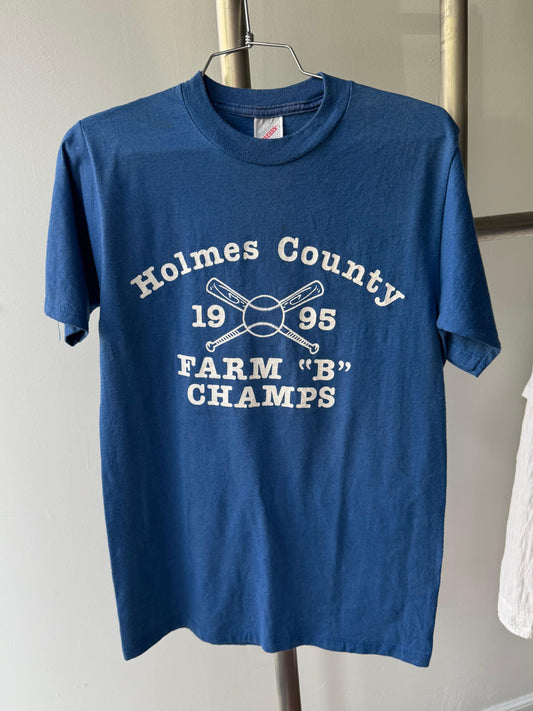 Holmes County
19 95
FARM “B”
CHAMPS